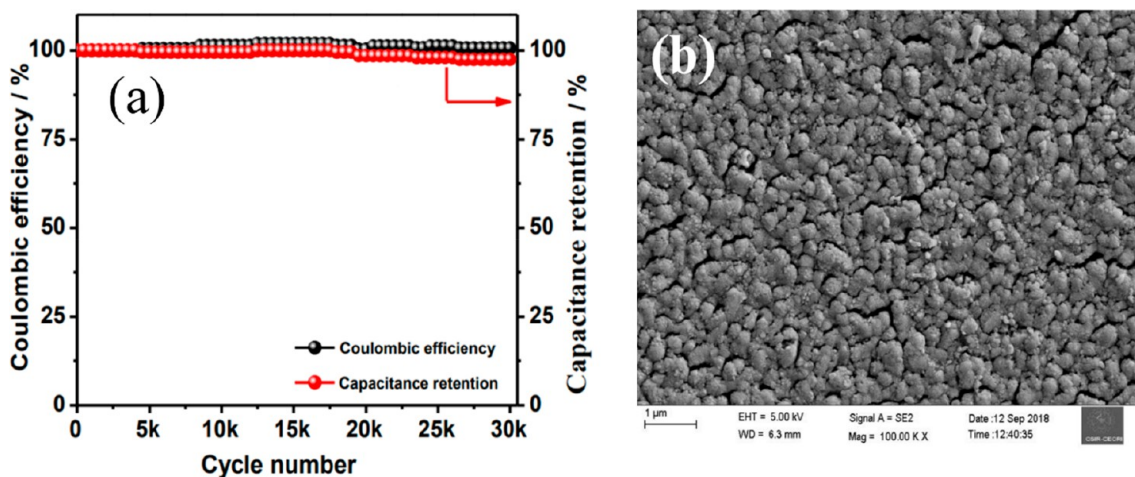 (a)
Coulombic efficiency / %
100
75
50
25
0
0
5k
10k
15k
20k
25k
30k
Cycle number
100
75
50
25
0
Capacitance retention / %
Coulombic efficiency
Capacitance retention
(b)
1 µm
EHT = 5.00 kV
Signal A = SE2
Date :12 Sep 2018
WD = 6.3 mm
Mag = 100.00 K X
Time :12:40:35
CSIR-CECRI